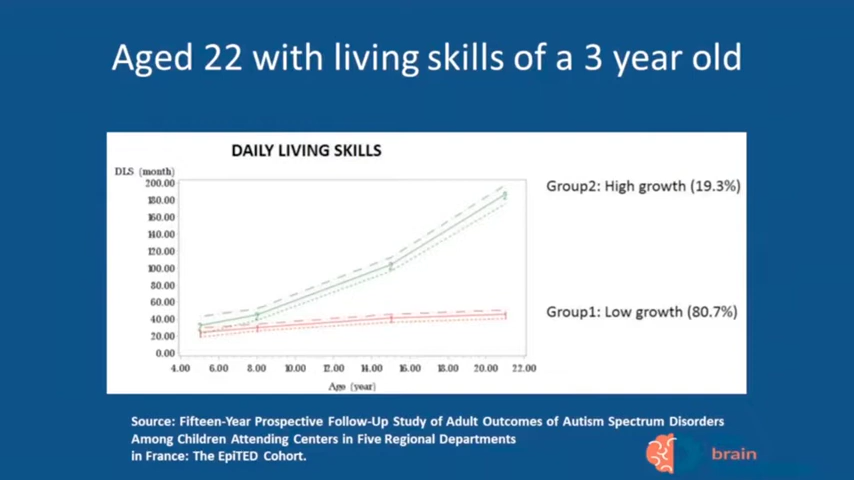 Aged 22 with living skills of a 3 year old
DAILY LIVING SKILLS
DLS (month)
200.00
180.00
160.00
140.00
120.00
100.00
80.00
60.00
40.00
20.00
0.00
4.00 6.00 8.00 10.00 12.00 14.00 16.00 18.00 20.00 22.00
Age (year)
Group2: High growth (19.3%)
Group1: Low growth (80.7%)
Source: Fifteen-Year Prospective Follow-Up Study of Adult Outcomes of Autism Spectrum Disorders
Among Children Attending Centers in Five Regional Departments
in France: The EpiTED Cohort.
brain